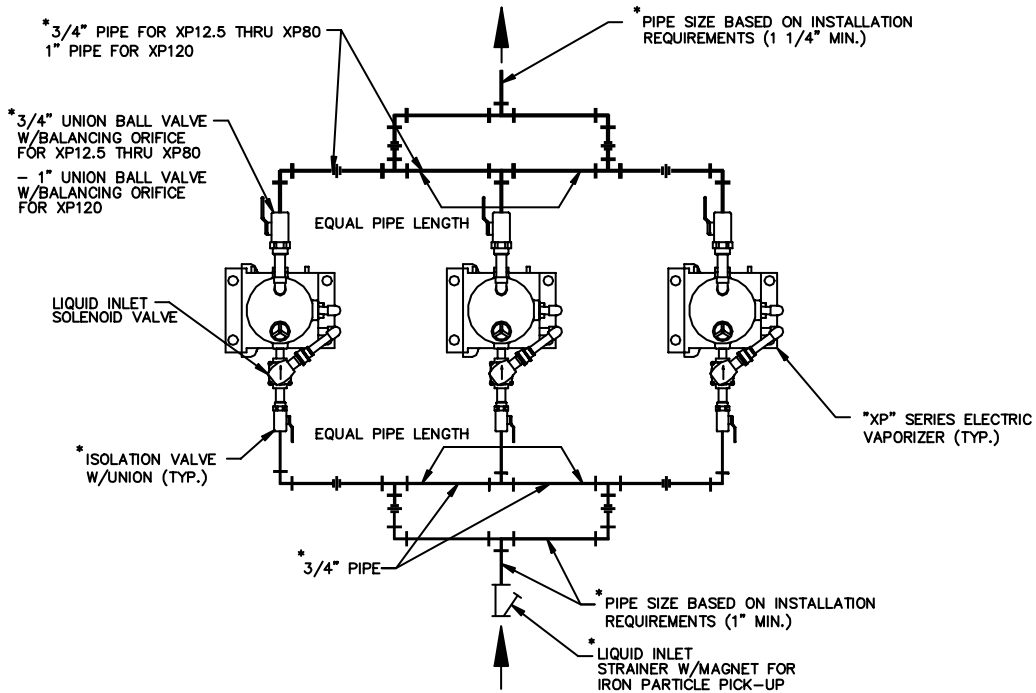 *3/4" PIPE FOR XP12.5 THRU XP80
1" PIPE FOR XP120
*PIPE SIZE BASED ON INSTALLATION
REQUIREMENTS (1 1/4" MIN.)
*3/4" UNION BALL VALVE
W/BALANCING ORIFICE
FOR XP12.5 THRU XP80
- 1" UNION BALL VALVE
W/BALANCING ORIFICE
FOR XP120
EQUAL PIPE LENGTH
LIQUID INLET
SOLENOID VALVE
"XP" SERIES ELECTRIC
VAPORIZER (TYP.)
EQUAL PIPE LENGTH
*ISOLATION VALVE
W/UNION (TYP.)
*3/4" PIPE
*PIPE SIZE BASED ON INSTALLATION
REQUIREMENTS (1" MIN.)
*LIQUID INLET
STRAINER W/MAGNET FOR
IRON PARTICLE PICK-UP